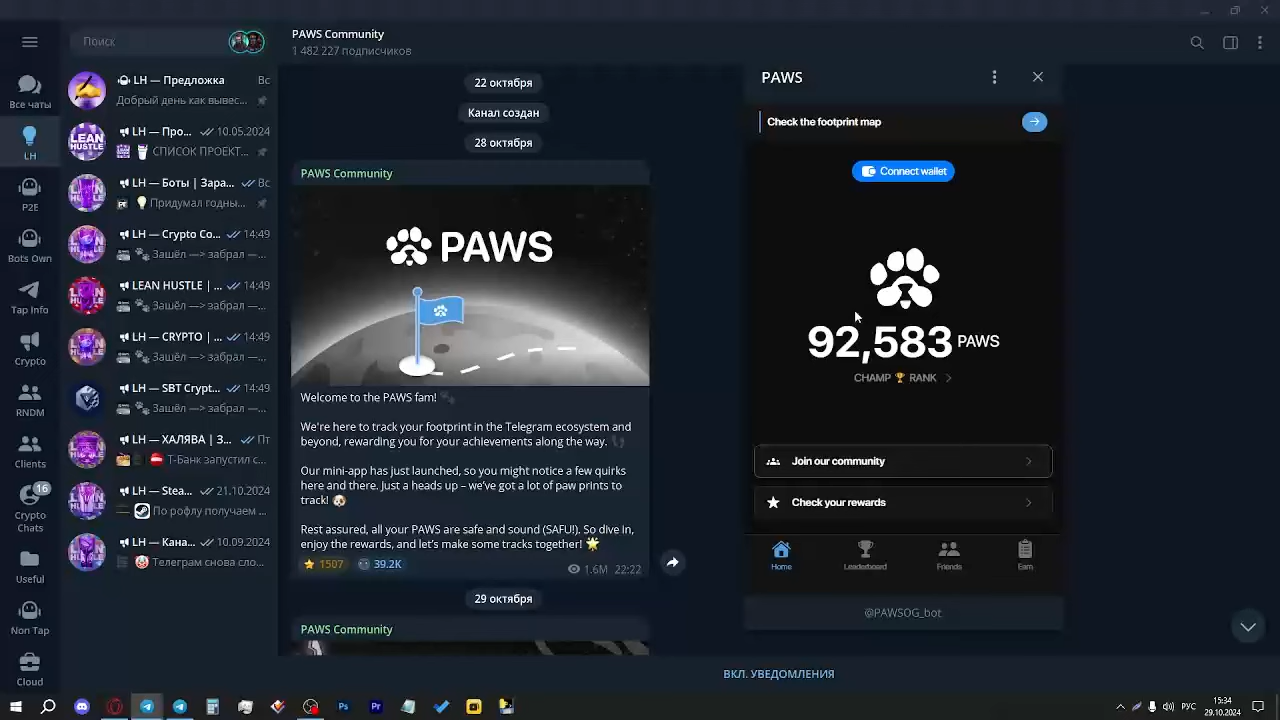 Поиск
Все чаты
LH
P2E
Bots Own
Tap Info
Crypto
RNDM
Clients
16
Crypto
Chats
Useful
Non Tap
Cloud
LH — Предложка Вс
Добрый день как вывес...
LH — Про... 10.05.2024
СПИСОК ПРОЕКТ...
LH — Боты | Зара... Вс
Придумал годны...
LH — Crypto Co... 14:49
Зашёл —> забрал —...
LEAN HUSTLE | ... 14:49
Зашёл —> забрал —...
LH — CRYPTO | ... 14:49
Зашёл —> забрал —...
LH — SBT Crypt... 14:49
Зашёл —> забрал —...
LH — ХАЛЯВА | З... Пт
Т-Банк запустил с...
LH — Stea... 21.10.2024
По рофлу получаем ...
LH — Кана... 10.09.2024
Телеграм снова сло...
PAWS Community
1 482 227 подписчиков
22 октября
Канал создан
28 октября
PAWS Community
PAWS
Welcome to the PAWS fam!
We're here to track your footprint in the Telegram ecosystem and
beyond, rewarding you for your achievements along the way.
Our mini-app has just launched, so you might notice a few quirks
here and there. Just a heads up – we've got a lot of paw prints to
track!
Rest assured, all your PAWS are safe and sound (SAFU!). So dive in,
enjoy the rewards, and let's make some tracks together!
1507 39.2K
1.6M 22:22
29 октября
PAWS Community
PAWS
Check the footprint map
Connect wallet
92,583 PAWS
CHAMP RANK
Join our community
Check your rewards
Home Leaderboard Friends Earn
@PAWSOG_bot
ВКЛ. УВЕДОМЛЕНИЯ
РУС
15:34
29.10.2024